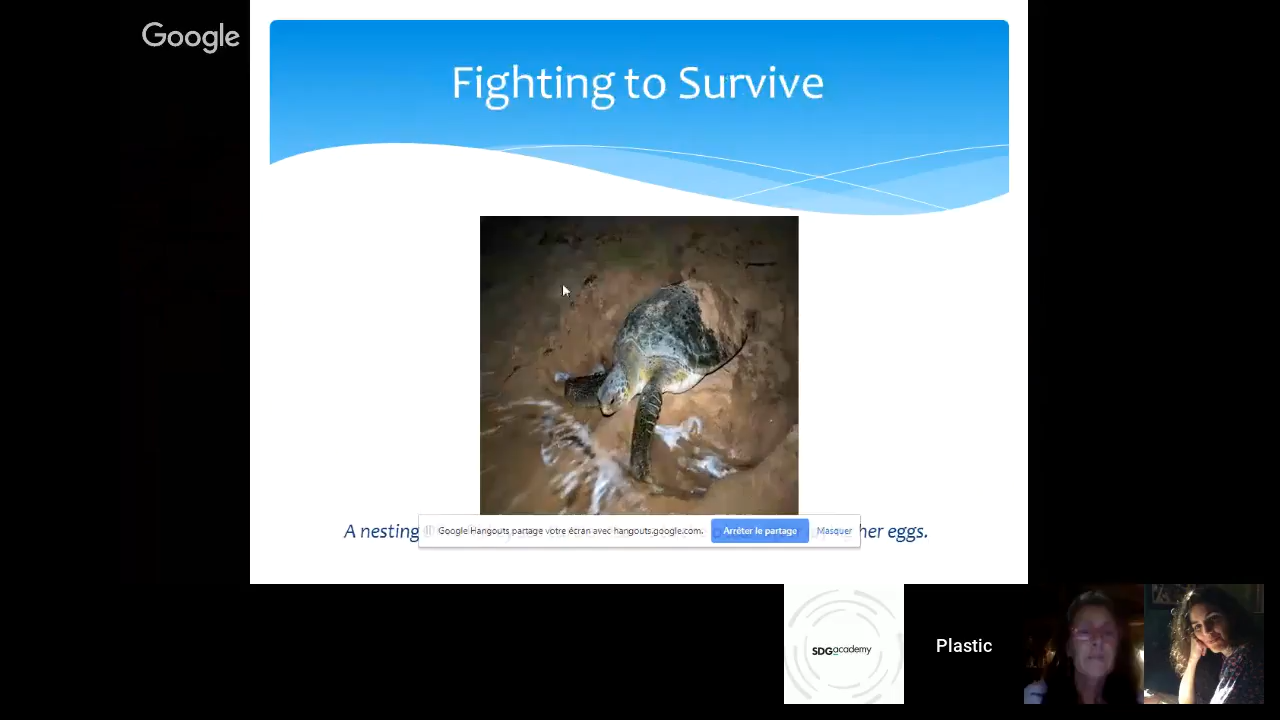 Google
Fighting to Survive
A nesting
her eggs.
Google Hangouts partage votre écran avec hangouts.google.com.
Arrêter le partage
Masquer
SDGacademy
Plastic